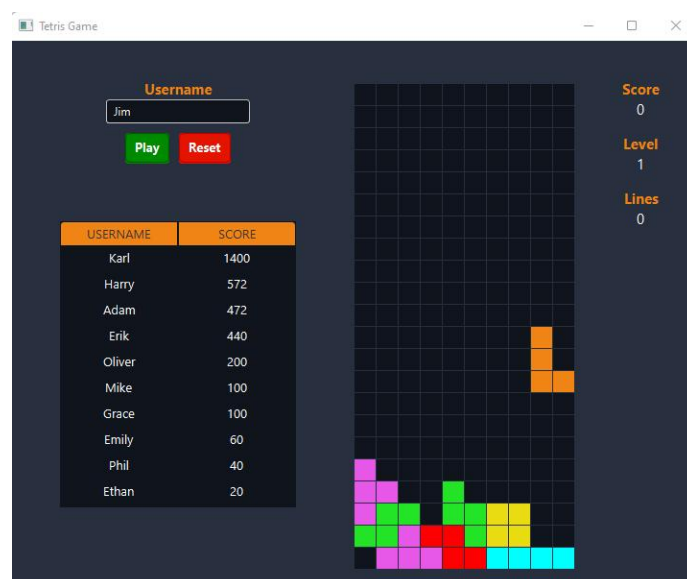 Tetris Game
Username
Jim
Play Reset
USERNAME SCORE
Karl 1400
Harry 572
Adam 472
Erik 440
Oliver 200
Mike 100
Grace 100
Emily 60
Phil 40
Ethan 20
Score
0
Level
1
Lines
0